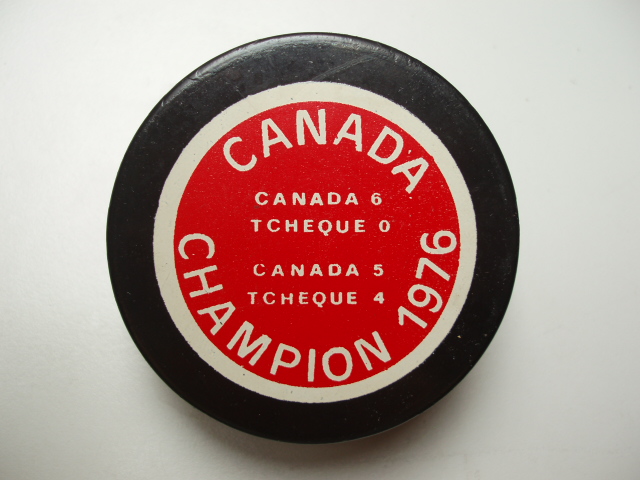 CANADA
CANADA 6
TCHEQUE 0
CANADA 5
TCHEQUE 4
CHAMPION 1976